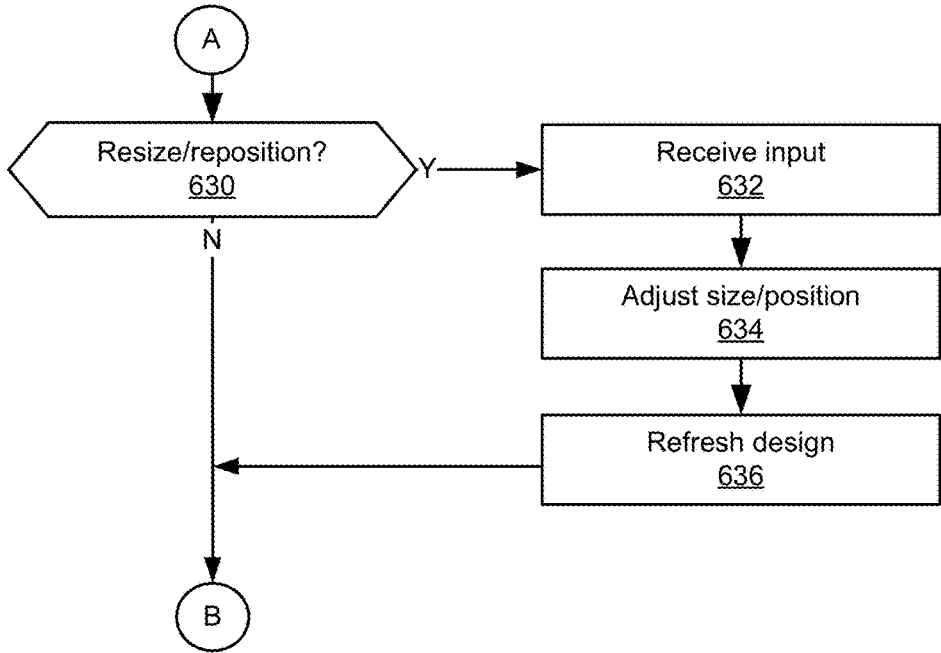 A
Resize/reposition?
630
Y
N
Receive input
632
Adjust size/position
634
Refresh design
636
B